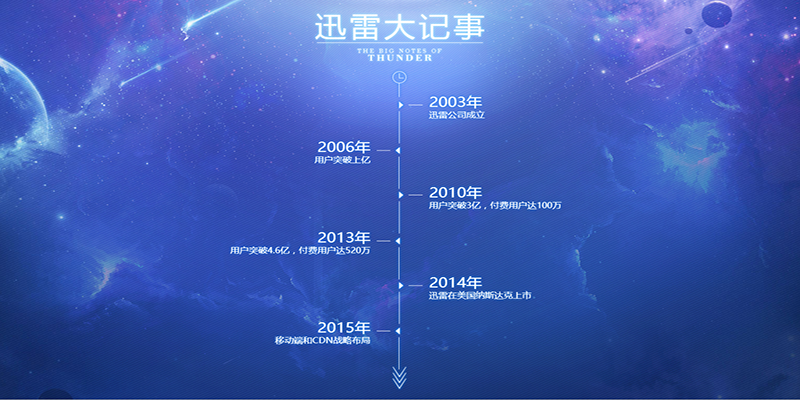 迅雷大记事
THE BIG NOTES OF
THUNDER
2003年
迅雷公司成立
2006年
用户突破上亿
2010年
用户突破3亿，付费用户达100万
2013年
用户突破4.6亿，付费用户达520万
2014年
迅雷在美国纳斯达克上市
2015年
移动端和CDN战略布局